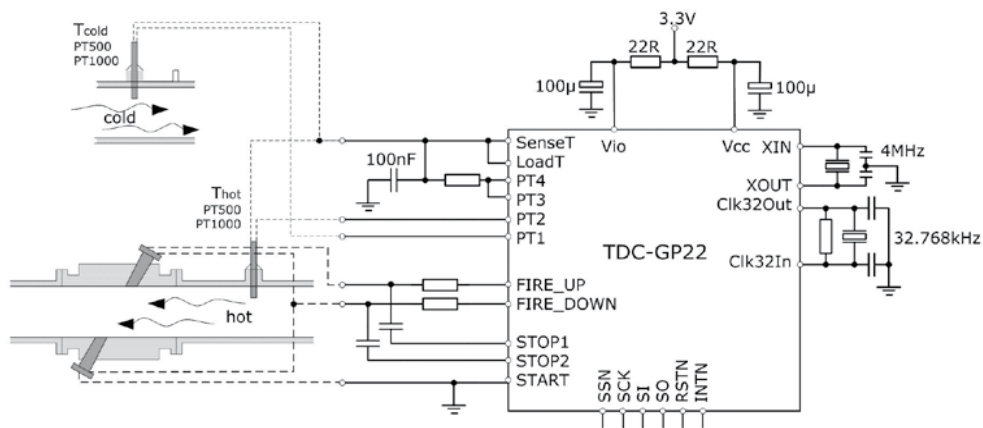 Tcold
PT500
PT1000
cold
Thot
PT500
PT1000
hot
3.3V
22R
22R
100µ
100µ
100nF
Vio
Vcc
SenseT
LoadT
PT4
PT3
PT2
PT1
FIRE_UP
FIRE_DOWN
STOP1
STOP2
START
TDC-GP22
XIN
XOUT
Clk32Out
Clk32In
4MHz
32.768kHz
SSN
SCK
SI
SO
RSTN
INTN